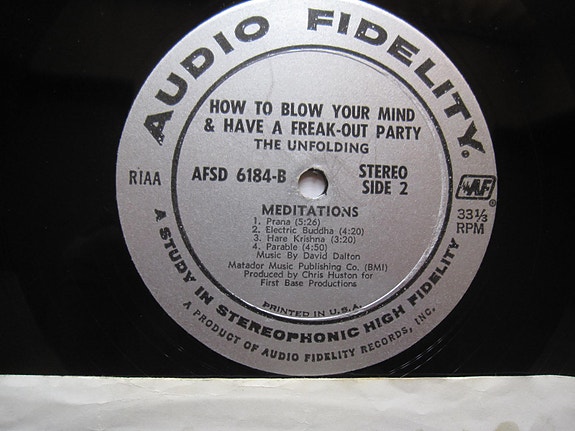 AUDIO FIDELITY®
HOW TO BLOW YOUR MIND
& HAVE A FREAK-OUT PARTY
THE UNFOLDING
RIAA
AFSD 6184-B
STEREO
SIDE 2
AF®
33⅓
RPM
MEDITATIONS
1. Prana (5:26)
2. Electric Buddha (4:20)
3. Hare Krishna (3:20)
4. Parable (4:50)
Music By David Dalton
Matador Music Publishing Co. (BMI)
Produced by Chris Huston for
First Base Productions
PRINTED IN U.S.A.
A STUDY IN STEREOPHONIC HIGH FIDELITY
A PRODUCT OF AUDIO FIDELITY RECORDS, INC.